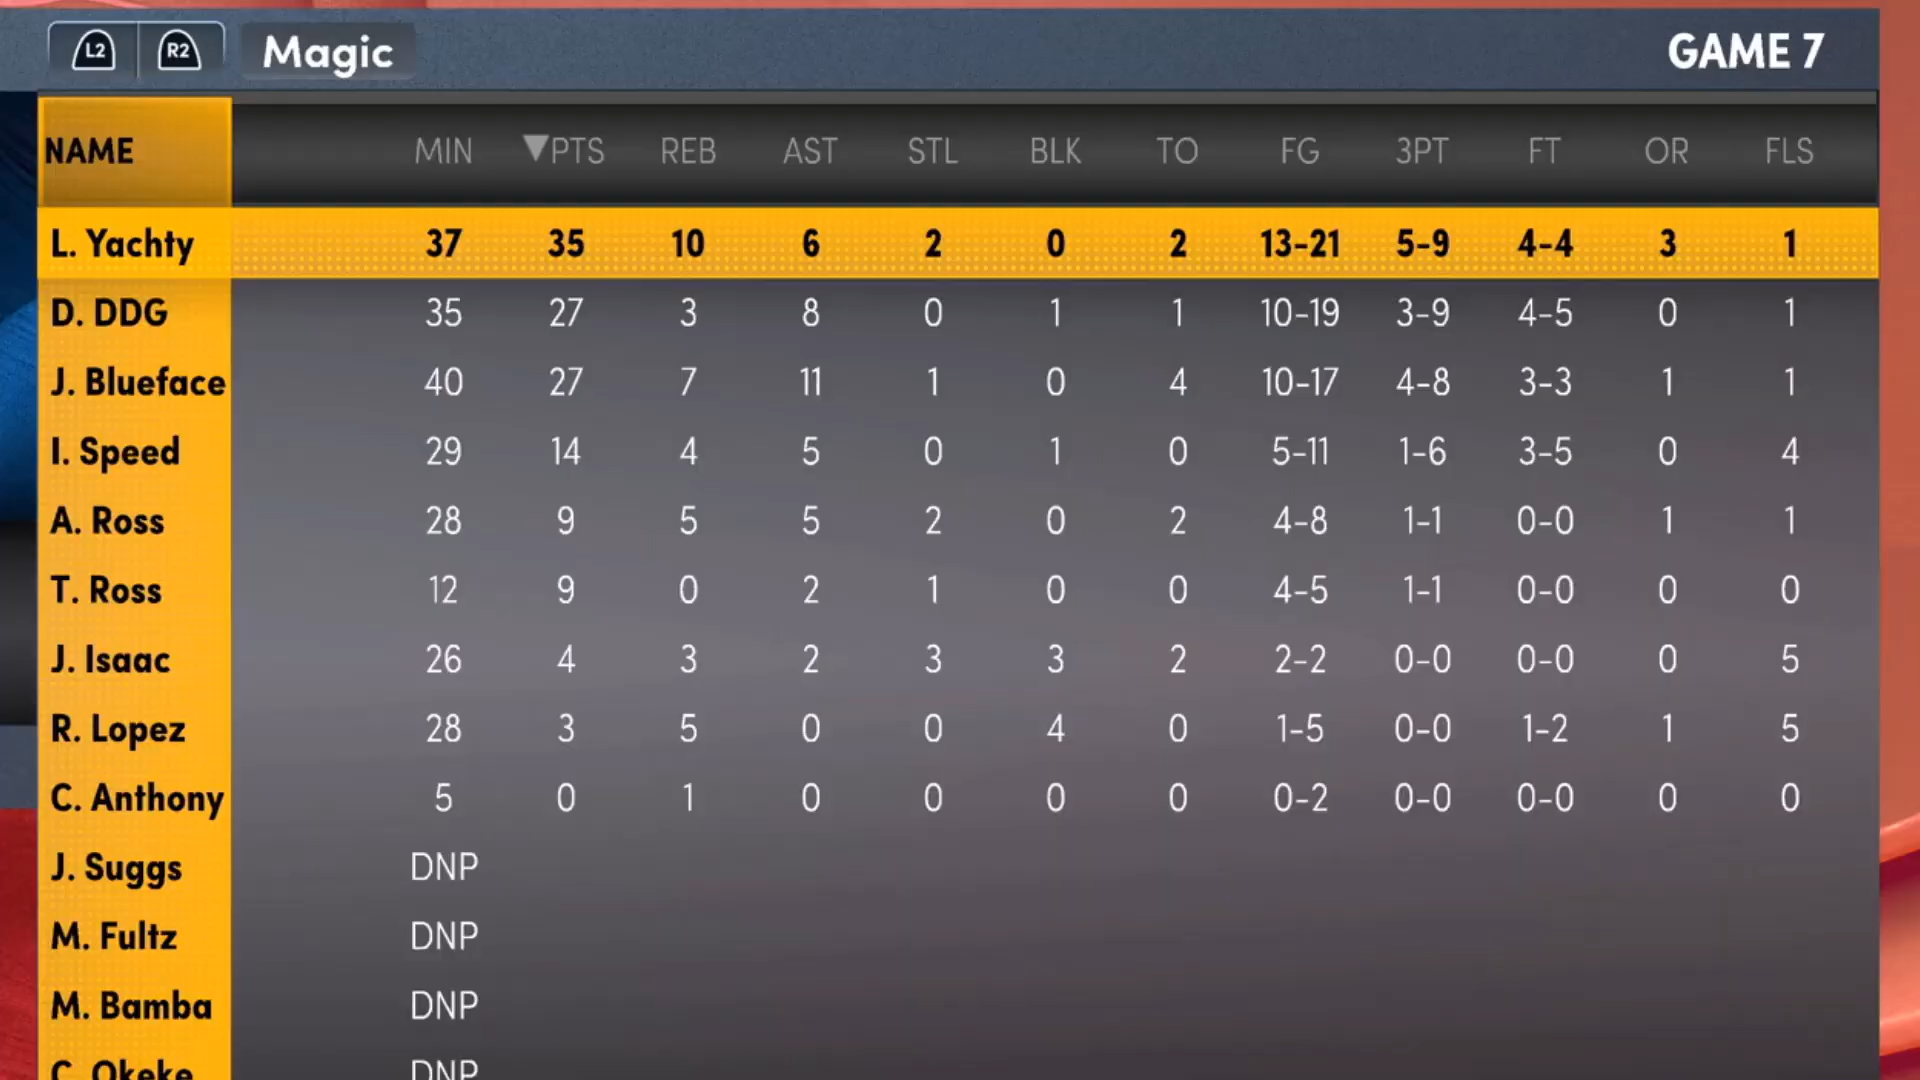 L2 R2 Magic GAME 7
NAME MIN ▼PTS REB AST STL BLK TO FG 3PT FT OR FLS
L. Yachty 37 35 10 6 2 0 2 13-21 5-9 4-4 3 1
D. DDG 35 27 3 8 0 1 1 10-19 3-9 4-5 0 1
J. Blueface 40 27 7 11 1 0 4 10-17 4-8 3-3 1 1
I. Speed 29 14 4 5 0 1 0 5-11 1-6 3-5 0 4
A. Ross 28 9 5 5 2 0 2 4-8 1-1 0-0 1 1
T. Ross 12 9 0 2 1 0 0 4-5 1-1 0-0 0 0
J. Isaac 26 4 3 2 3 3 2 2-2 0-0 0-0 0 5
R. Lopez 28 3 5 0 0 4 0 1-5 0-0 1-2 1 5
C. Anthony 5 0 1 0 0 0 0 0-2 0-0 0-0 0 0
J. Suggs DNP
M. Fultz DNP
M. Bamba DNP
C. Okeke DNP